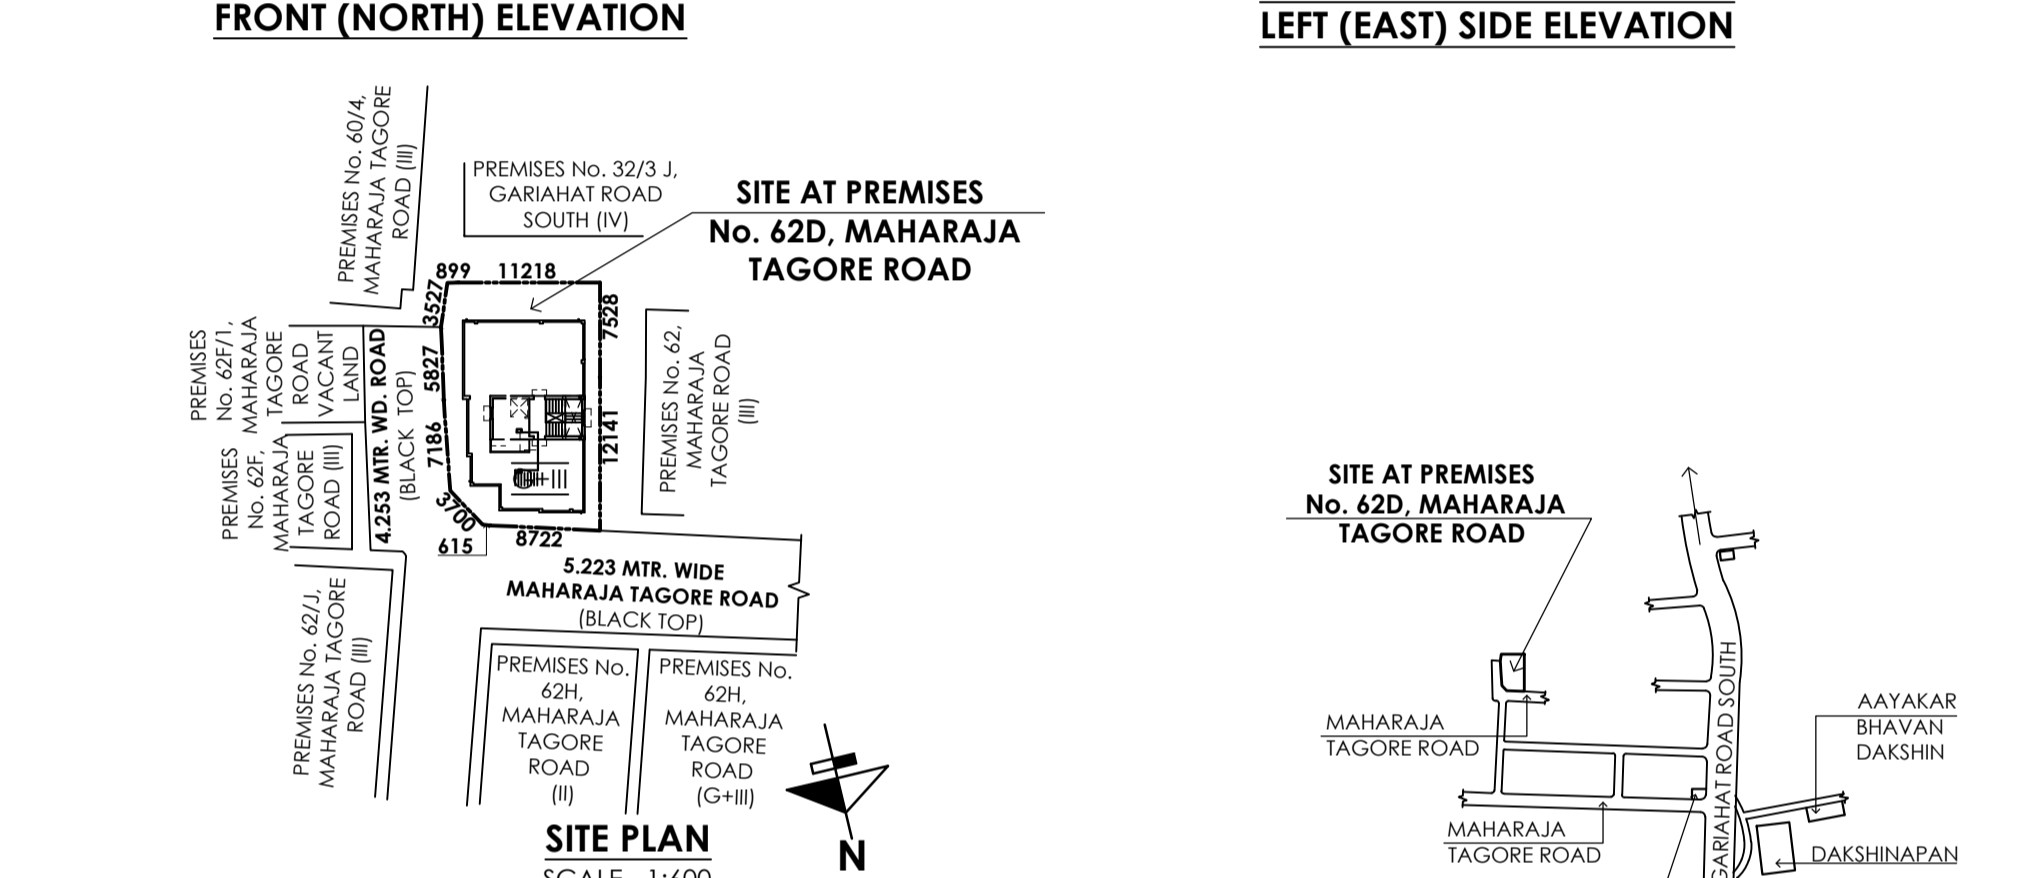 FRONT (NORTH) ELEVATION
LEFT (EAST) SIDE ELEVATION
PREMISES No. 60/4,
MAHARAJA TAGORE
ROAD (III)
PREMISES No. 32/3 J,
GARIAHAT ROAD
SOUTH (IV)
SITE AT PREMISES
No. 62D, MAHARAJA
TAGORE ROAD
899
11218
3527
7528
5827
7186
12141
3700
615
8722
PREMISES
No. 62F/1,
MAHARAJA
TAGORE
ROAD
VACANT
LAND
4.253 MTR. WD. ROAD
(BLACK TOP)
PREMISES
No. 62F,
MAHARAJA
TAGORE
ROAD (III)
PREMISES No. 62,
MAHARAJA
TAGORE ROAD
(III)
+III
5.223 MTR. WIDE
MAHARAJA TAGORE ROAD
(BLACK TOP)
PREMISES No. 62/J,
MAHARAJA TAGORE
ROAD (III)
PREMISES No.
62H,
MAHARAJA
TAGORE
ROAD
(II)
PREMISES No.
62H,
MAHARAJA
TAGORE
ROAD
(G+III)
N
SITE PLAN
SCALE - 1:600
SITE AT PREMISES
No. 62D, MAHARAJA
TAGORE ROAD
MAHARAJA
TAGORE ROAD
MAHARAJA
TAGORE ROAD
GARIAHAT ROAD SOUTH
AAYAKAR
BHAVAN
DAKSHIN
DAKSHINAPAN